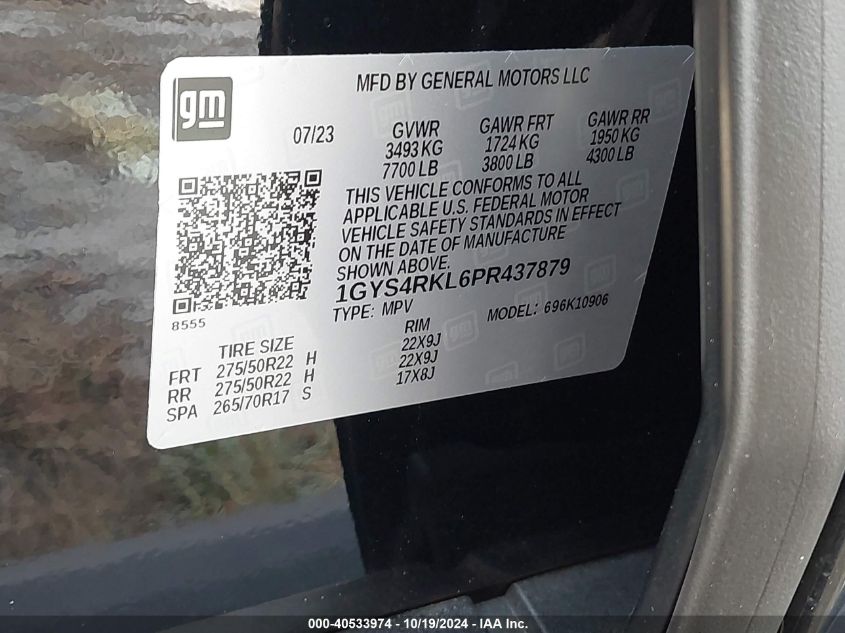 gm
MFD BY GENERAL MOTORS LLC
07/23
GVWR
3493 KG
7700 LB
GAWR FRT
1724 KG
3800 LB
GAWR RR
1950 KG
4300 LB
THIS VEHICLE CONFORMS TO ALL
APPLICABLE U.S. FEDERAL MOTOR
VEHICLE SAFETY STANDARDS IN EFFECT
ON THE DATE OF MANUFACTURE
SHOWN ABOVE.
1GYS4RKL6PR437879
TYPE: MPV
MODEL: 696K10906
8555
TIRE SIZE RIM
FRT 275/50R22 H 22X9J
RR 275/50R22 H 22X9J
SPA 265/70R17 S 17X8J
000-40533974 - 10/19/2024 - IAA Inc.